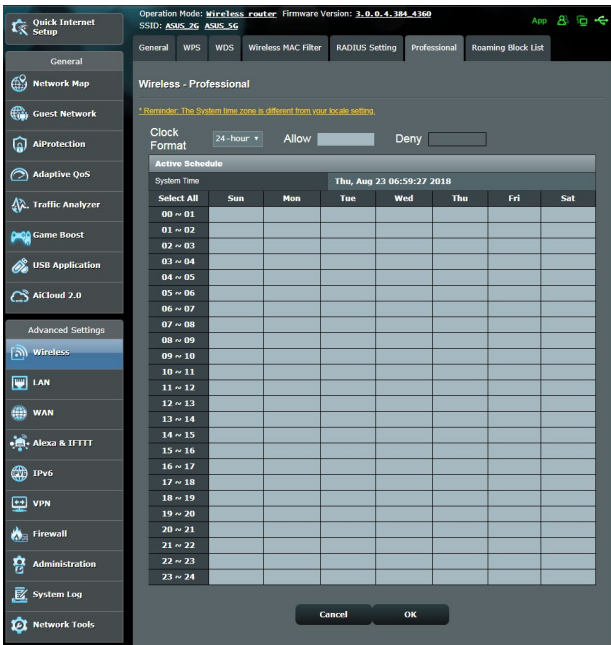 Quick Internet
Setup
Operation Mode: Wireless router Firmware Version: 3.0.0.4.384_4360
SSID: ASUS_2G ASUS_5G
App
General
Network Map
Guest Network
AiProtection
Adaptive QoS
Traffic Analyzer
Game Boost
USB Application
AiCloud 2.0
Advanced Settings
Wireless
LAN
WAN
Alexa & IFTTT
IPv6
VPN
Firewall
Administration
System Log
Network Tools
General WPS WDS Wireless MAC Filter RADIUS Setting Professional Roaming Block List
Wireless - Professional
* Reminder: The System time zone is different from your locale setting.
Clock
Format
24-hour
Allow
Deny
Active Schedule
System Time Thu, Aug 23 06:59:27 2018
Select All Sun Mon Tue Wed Thu Fri Sat
00 ~ 01
01 ~ 02
02 ~ 03
03 ~ 04
04 ~ 05
05 ~ 06
06 ~ 07
07 ~ 08
08 ~ 09
09 ~ 10
10 ~ 11
11 ~ 12
12 ~ 13
13 ~ 14
14 ~ 15
15 ~ 16
16 ~ 17
17 ~ 18
18 ~ 19
19 ~ 20
20 ~ 21
21 ~ 22
22 ~ 23
23 ~ 24
Cancel OK